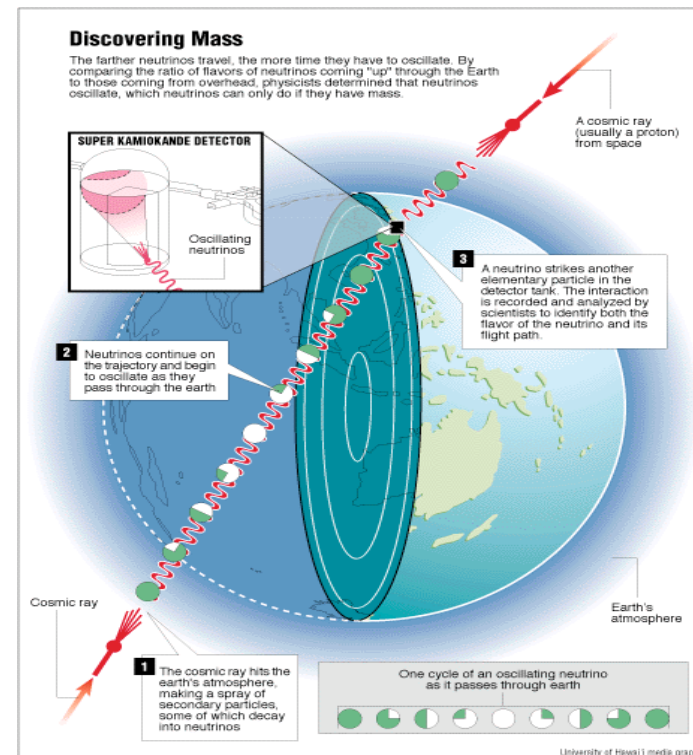 Discovering Mass
The farther neutrinos travel, the more time they have to oscillate. By
comparing the ratio of flavors of neutrinos coming "up" through the Earth
to those coming from overhead, physicists determined that neutrinos
oscillate, which neutrinos can only do if they have mass.
SUPER KAMIOKANDE DETECTOR
Oscillating
neutrinos
A cosmic ray
(usually a proton)
from space
3
A neutrino strikes another
elementary particle in the
detector tank. The interaction
is recorded and analyzed by
scientists to identify both the
flavor of the neutrino and its
flight path.
2
Neutrinos continue on
the trajectory and begin
to oscillate as they
pass through the earth
Cosmic ray
Earth's
atmosphere
1
The cosmic ray hits the
earth's atmosphere,
making a spray of
secondary particles,
some of which decay
into neutrinos
One cycle of an oscillating neutrino
as it passes through earth
University of Hawai'i media